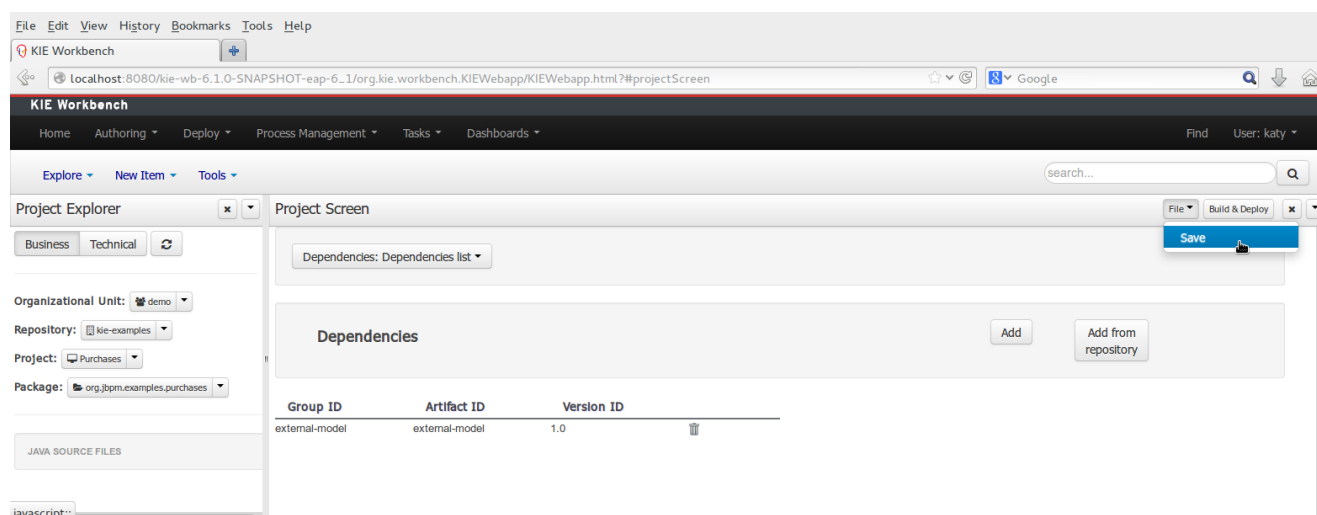 File Edit View History Bookmarks Tools Help
KIE Workbench
localhost:8080/kie-wb-6.1.0-SNAPSHOT-eap-6_1/org.kie.workbench.KIEWebapp/KIEWebapp.html?#projectScreen
Google
KIE Workbench
Home Authoring Deploy Process Management Tasks Dashboards Find User: katy
Explore New Item Tools search...
Project Explorer Project Screen File Build & Deploy
Save
Business Technical
Dependencies: Dependencies list
Organizational Unit: demo
Repository: kie-examples
Project: Purchases
Package: org.jbpm.examples.purchases
Dependencies Add Add from
repository
Group ID Artifact ID Version ID
external-model external-model 1.0
JAVA SOURCE FILES
javascript:;